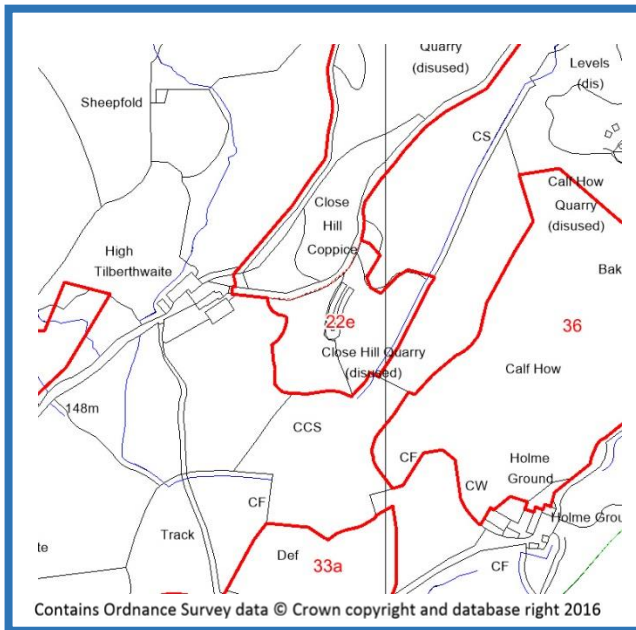 Quarry
(disused)
Levels
(dis)
Sheepfold
CS
Calf How
Quarry
(disused)
Close
Hill
Coppice
High
Tilberthwaite
Bak
22e
36
Close Hill Quarry
(disused)
Calf How
148m
CCS
CF
Holme
Ground
CW
CF
Holme Grou
Track
Def
33a
CF
te
Contains Ordnance Survey data © Crown copyright and database right 2016